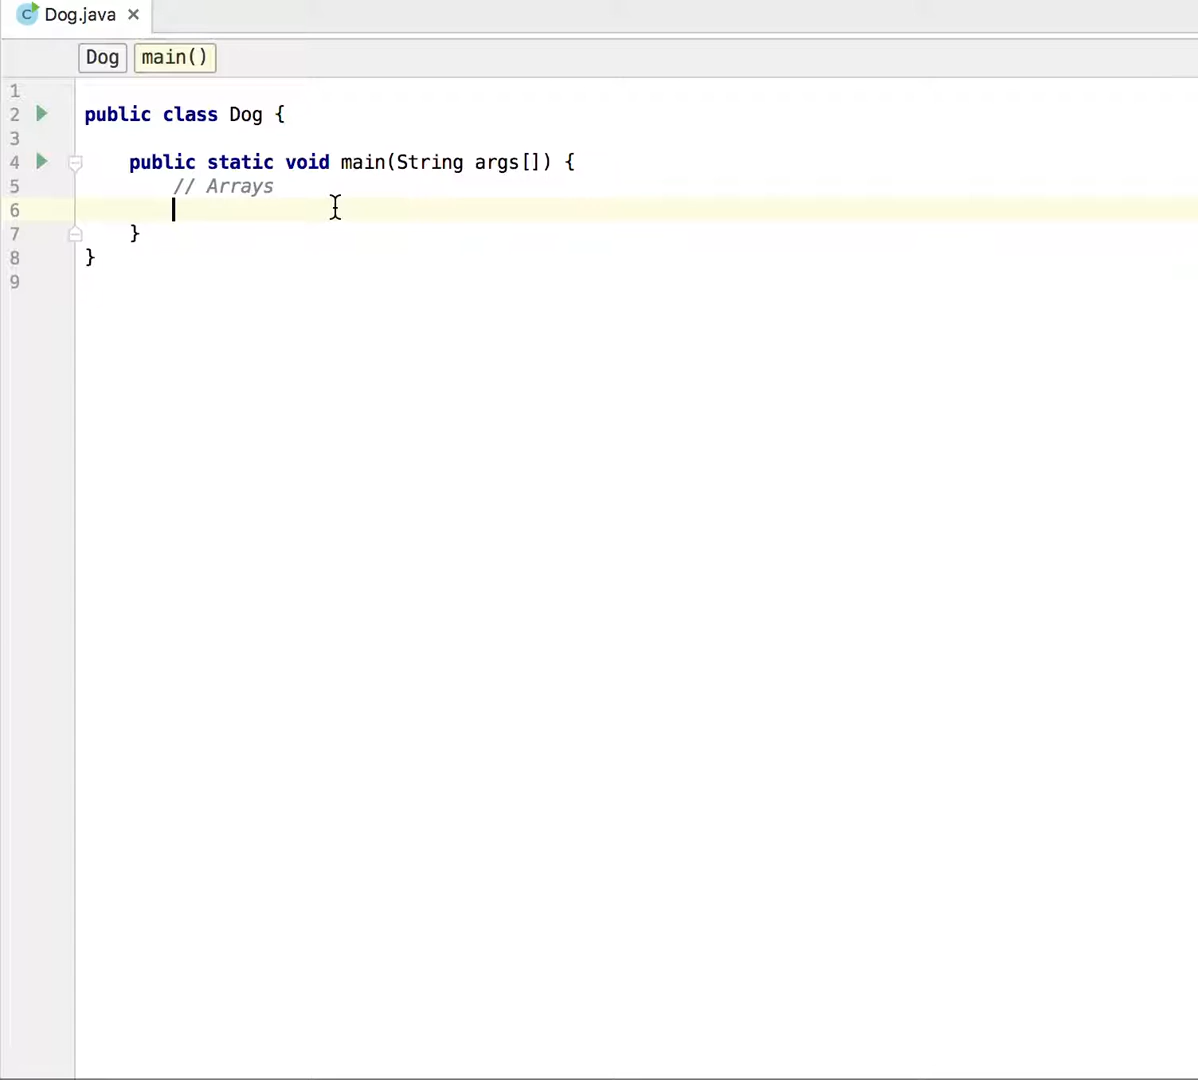 Dog.java
Dog main()
1
2 public class Dog {
3
4 public static void main(String args[]) {
5 // Arrays
6
7 }
8 }
9